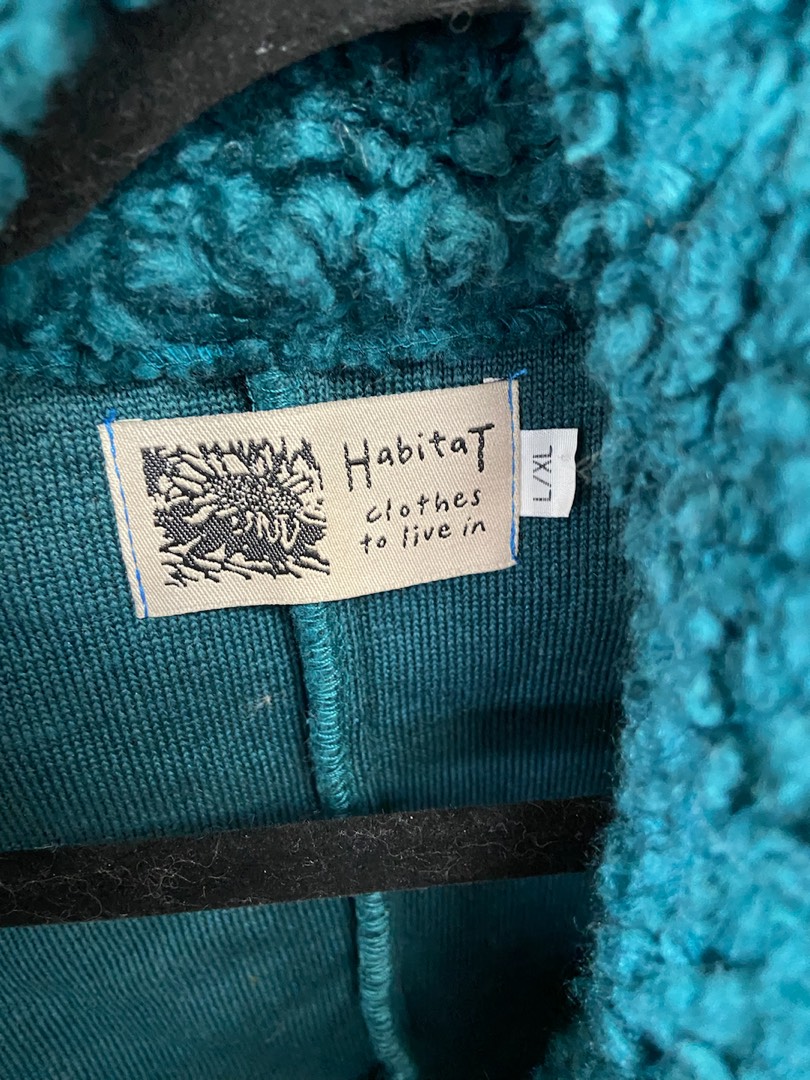 HabitaT
clothes
to live in
L/XL